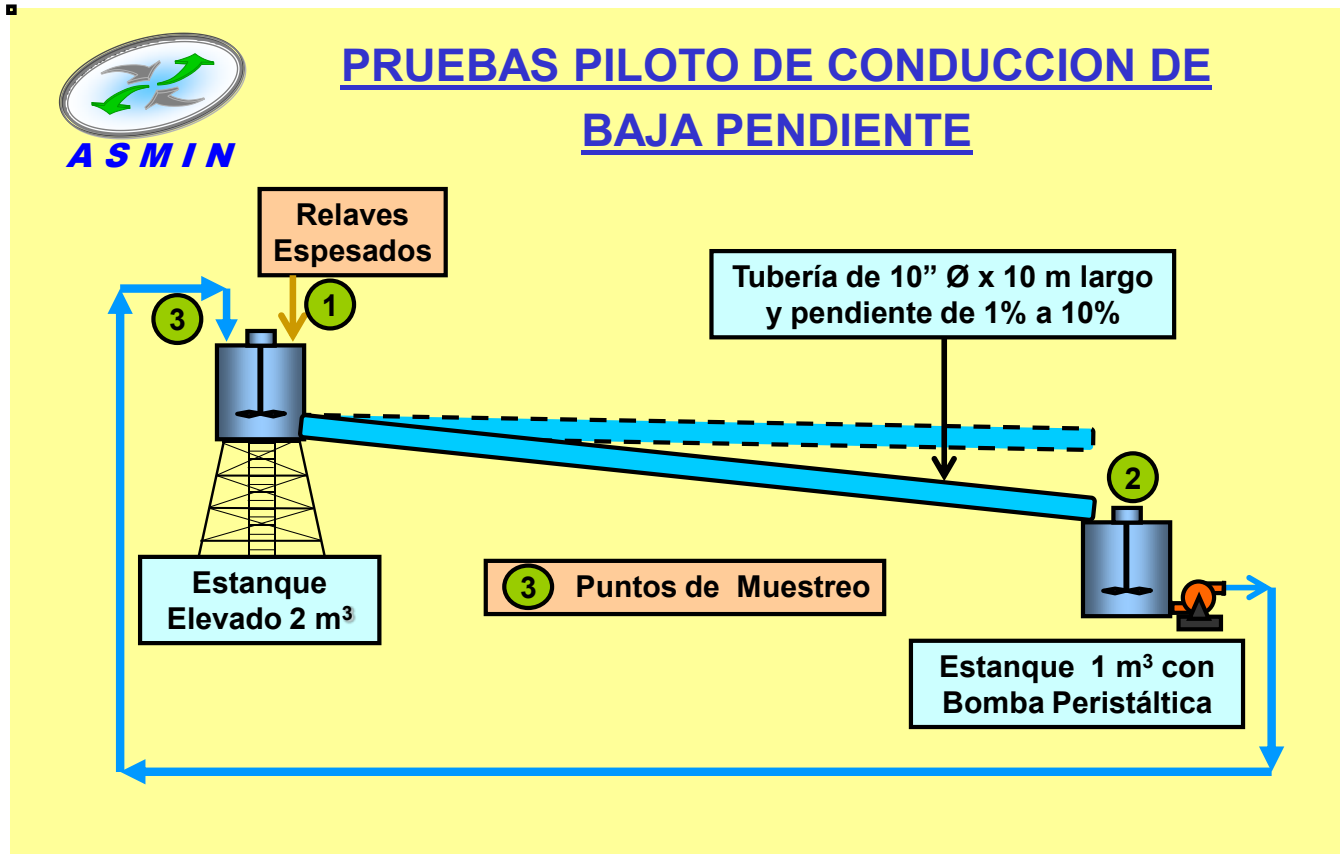 PRUEBAS PILOTO DE CONDUCCION DE
BAJA PENDIENTE
ASMIN
Relaves
Espesados
1
3
Tubería de 10” Ø x 10 m largo
y pendiente de 1% a 10%
2
Estanque
Elevado 2 m³
3 Puntos de Muestreo
Estanque 1 m³ con
Bomba Peristáltica